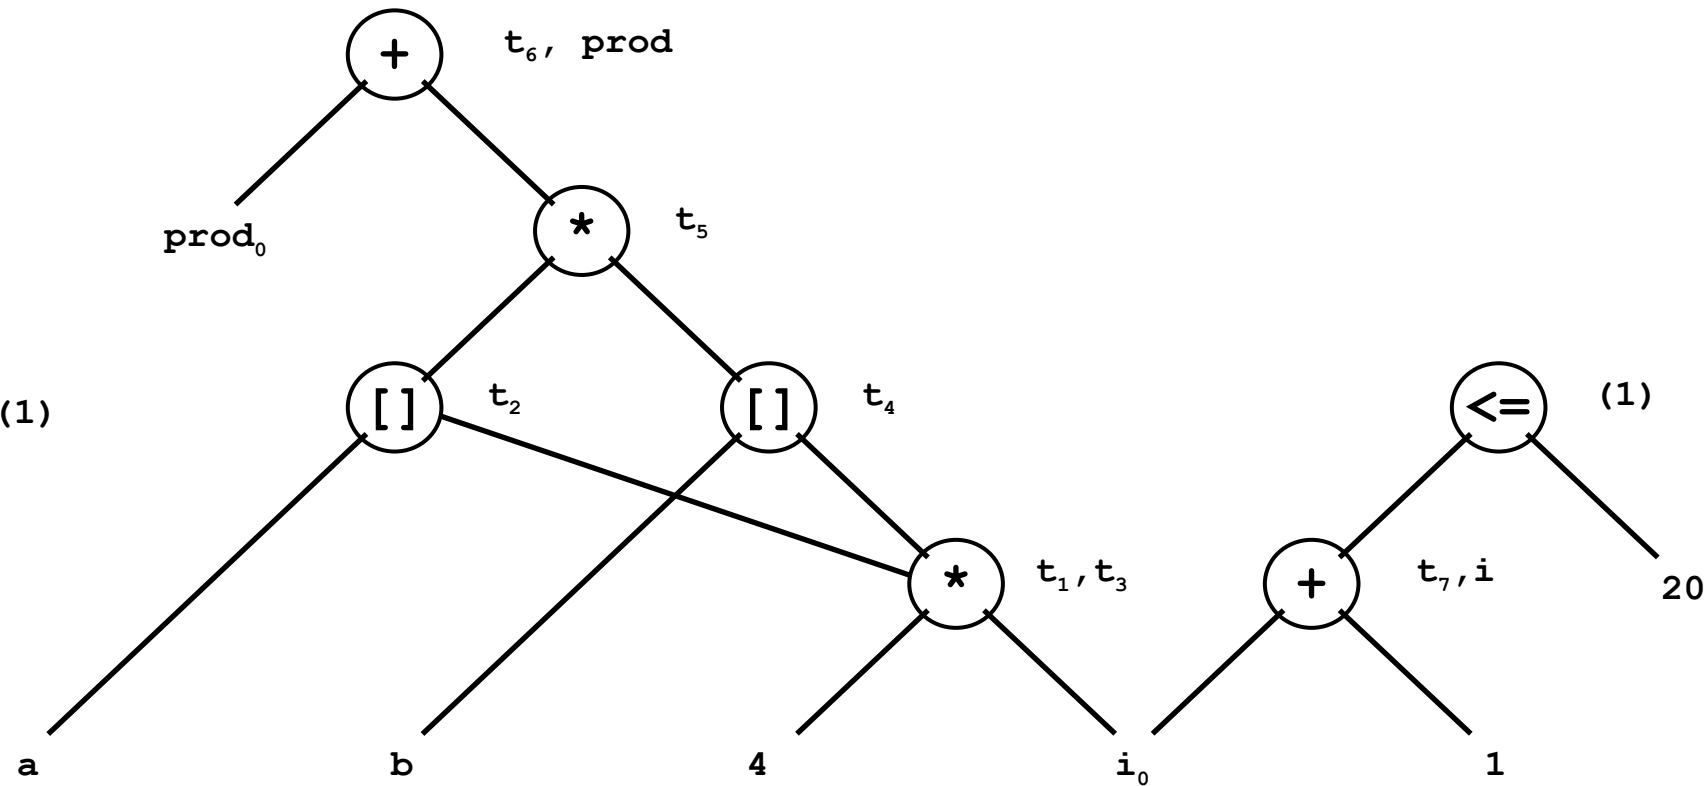 + t₆, prod
prod₀ * t₅
(1) [] t₂ [] t₄ <= (1)
* t₁,t₃ + t₇,i 20
a b 4 i₀ 1